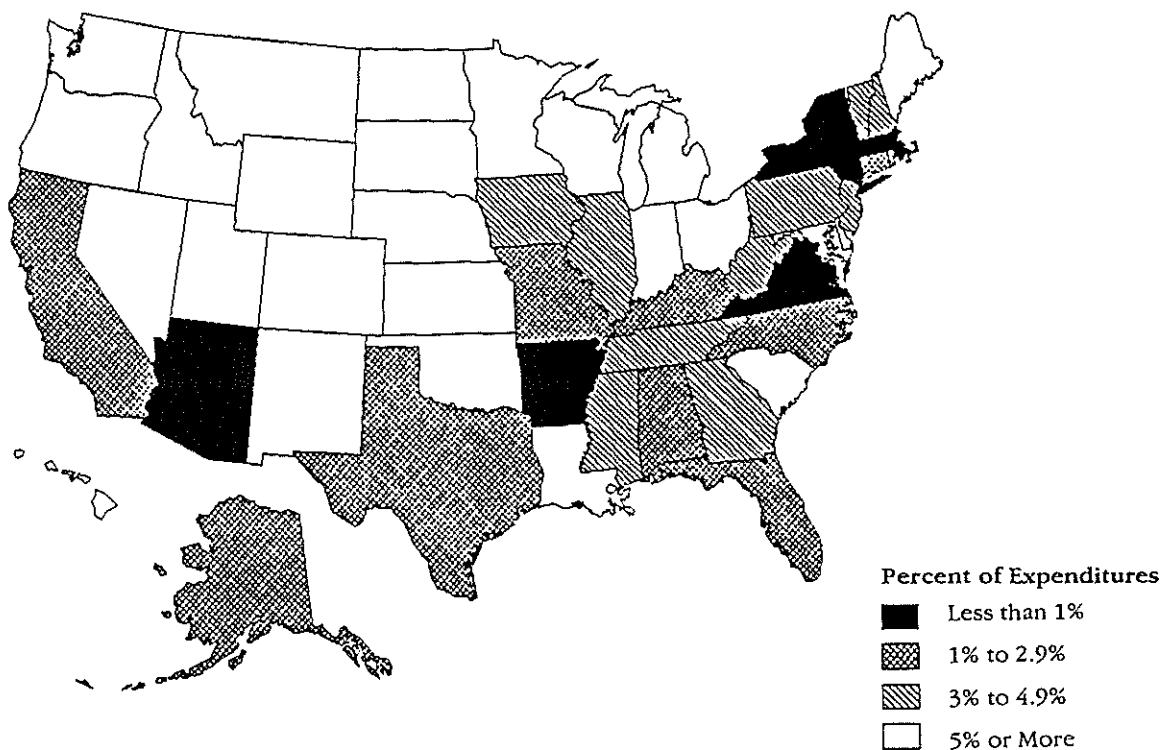 Percent of Expenditures
Less than 1%
1% to 2.9%
3% to 4.9%
5% or More